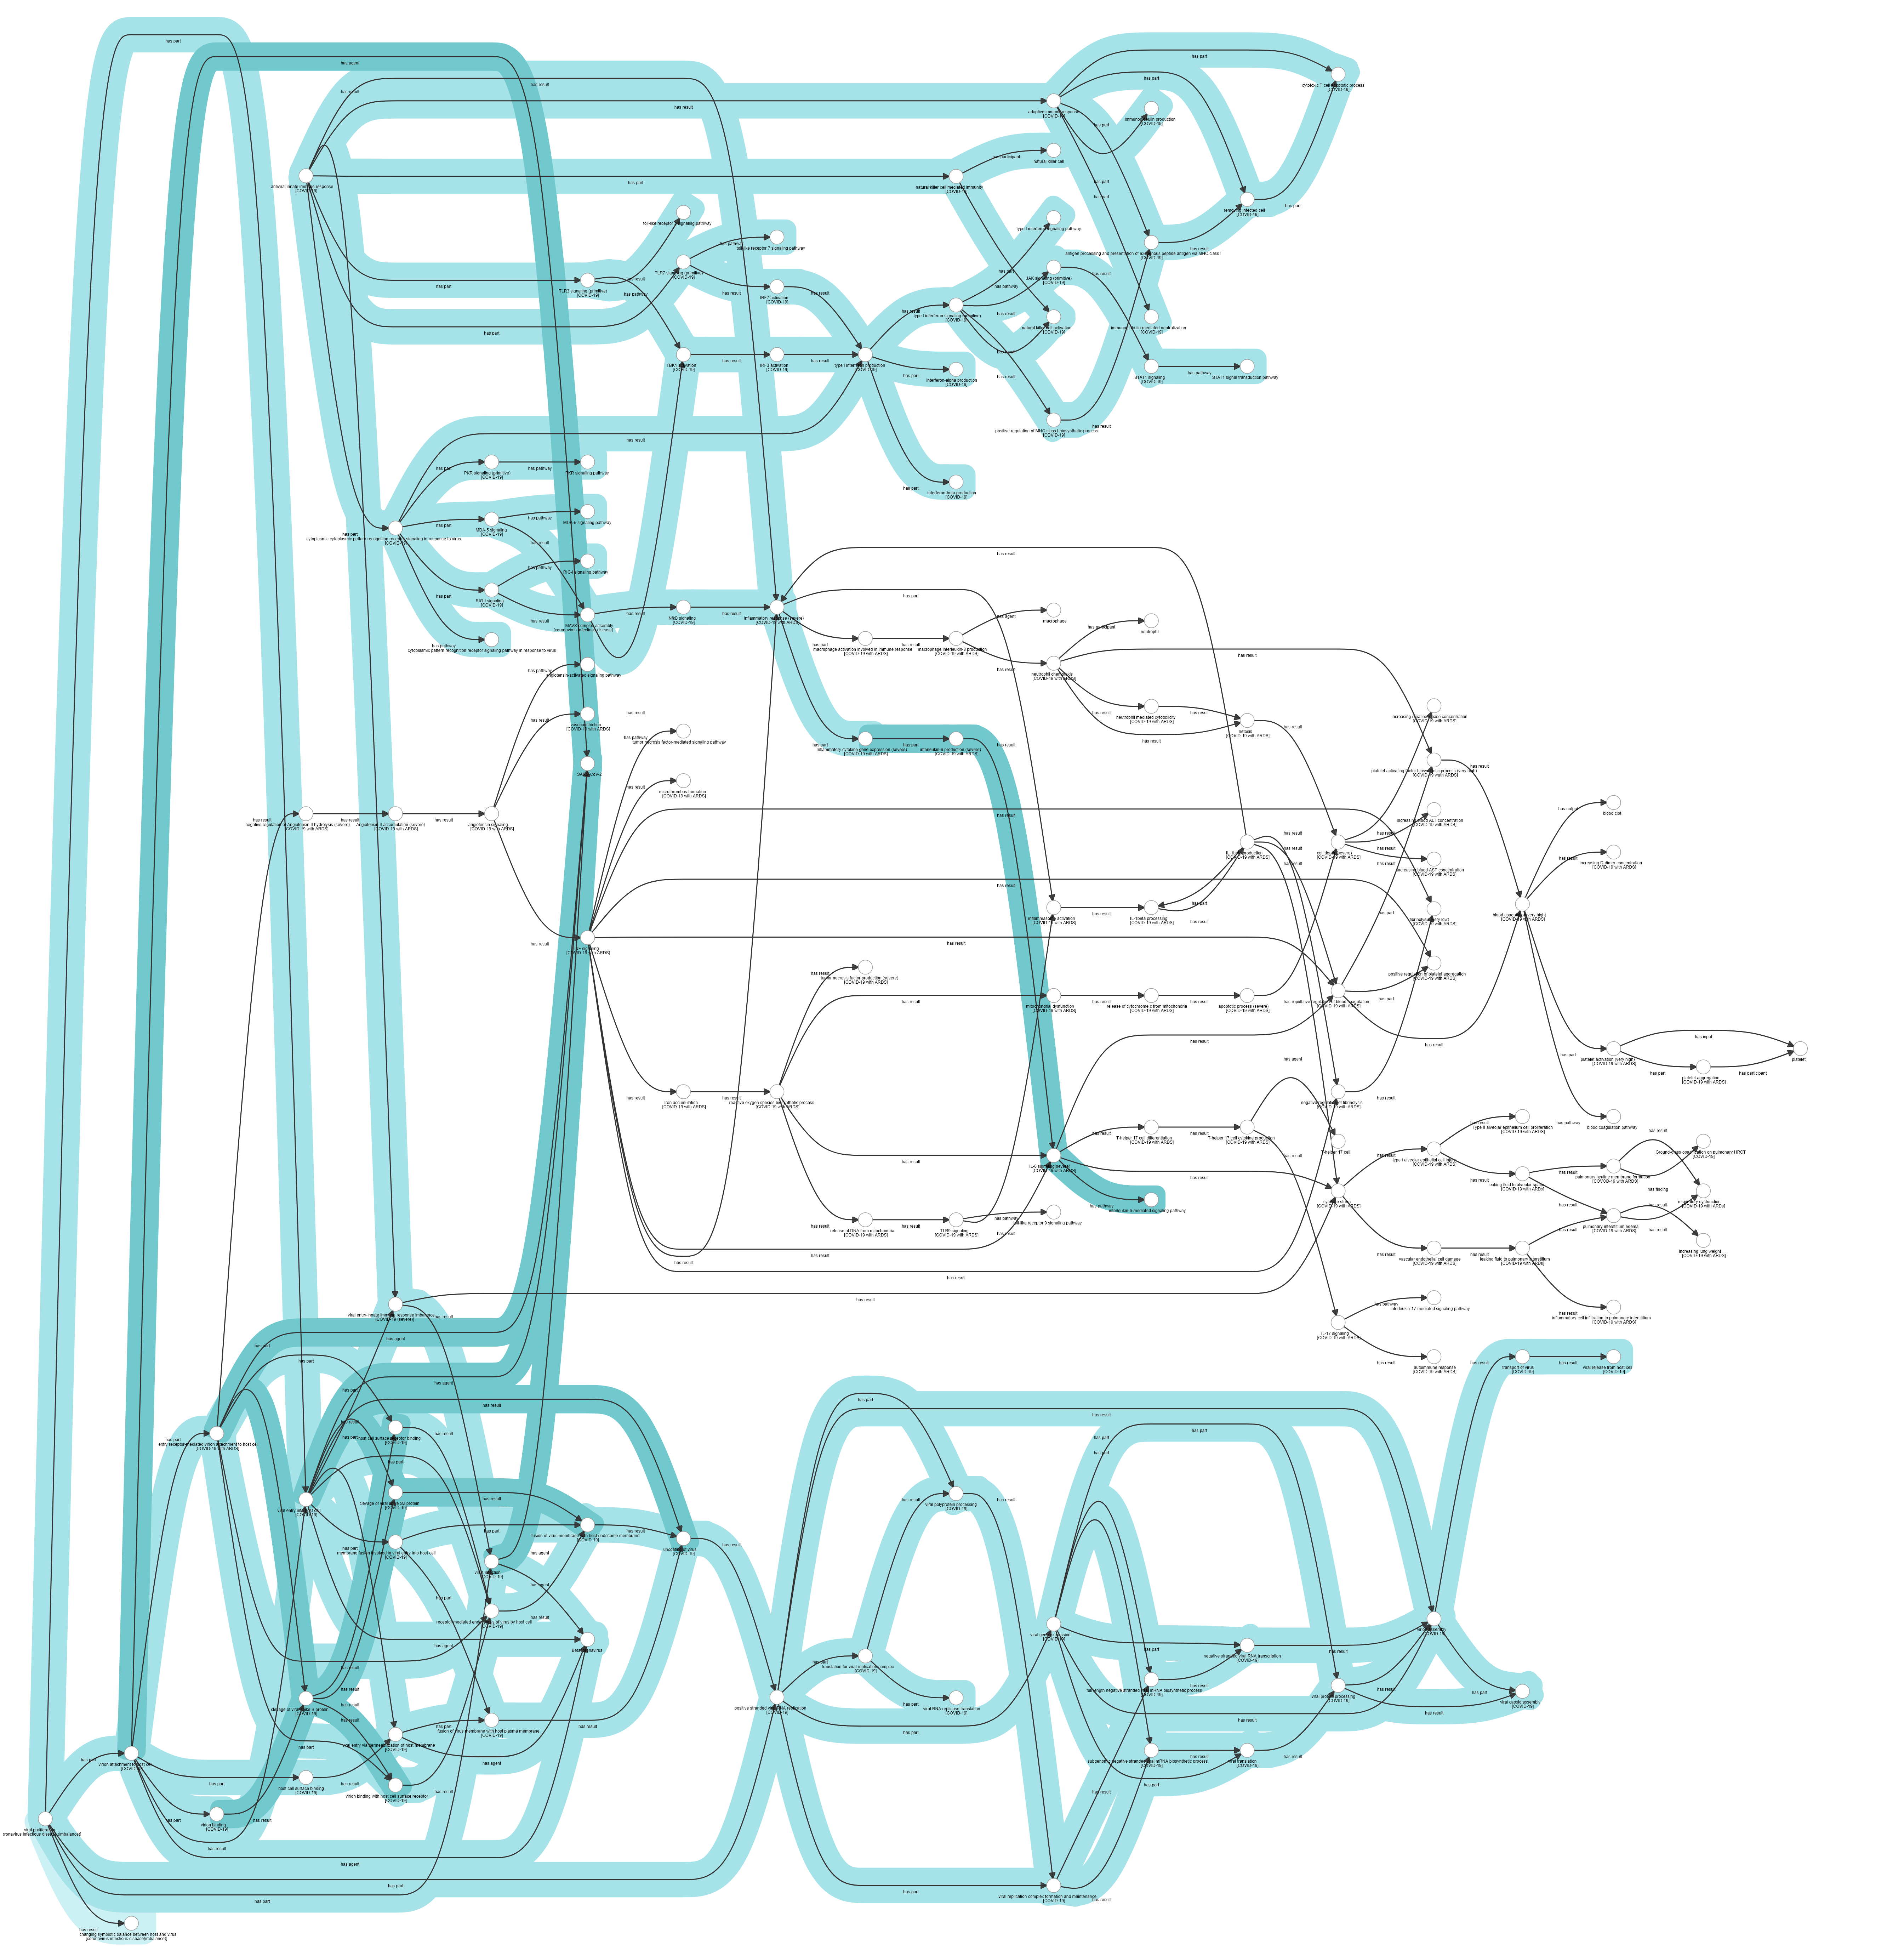 has part
has agent
has result
has result
has result
has part
has part
cytotoxic T cell apoptotic process
[COVID-19]
adaptive immune response
[COVID-19]
immunoglobulin production
[COVID-19]
has part
has participant
natural killer cell
antiviral innate immune response
[COVID-19]
has part
natural killer cell mediated immunity
[COVID-19]
has part
has part
has part
removing infected cell
[COVID-19]
toll-like receptor 3 signaling pathway
has pathway
toll-like receptor 7 signaling pathway
type I interferon signaling pathway
antigen processing and presentation of endogenous peptide antigen via MHC class I
[COVID-19]
has result
TLR7 signaling (primitive)
[COVID-19]
has part
TLR3 signaling (primitive)
[COVID-19]
has result
has pathway
has result
IRF7 activation
[COVID-19]
has result
has part
has pathway
JAK signaling (primitive)
[COVID-19]
has result
has result
type I interferon signaling (primitive)
[COVID-19]
has result
natural killer cell activation
[COVID-19]
immunoglobulin-mediated neutralization
[COVID-19]
has part
TBK1 activation
[COVID-19]
has result
IRF3 activation
[COVID-19]
has result
type I interferon production
[COVID-19]
has part
interferon-alpha production
[COVID-19]
has result
has result
STAT1 signaling
[COVID-19]
has pathway
STAT1 signal transduction pathway
positive regulation of MHC class I biosynthetic process
[COVID-19]
has result
has result
has part
PKR signaling (primitive)
[COVID-19]
has pathway
PKR signaling pathway
has part
interferon-beta production
[COVID-19]
has part
cytoplasmic cytoplasmic pattern recognition receptor signaling in response to virus
[COVID-19]
has part
MDA-5 signaling
[COVID-19]
has pathway
MDA-5 signaling pathway
has result
has pathway
RIG-I signaling pathway
has part
RIG-I signaling
[COVID-19]
has result
MAVS complex assembly
[coronavirus infectious disease]
has result
NfkB signaling
[COVID-19]
has result
inflammatory response (severe)
[COVID-19 with ARDS]
has pathway
cytoplasmic pattern recognition receptor signaling pathway in response to virus
has result
has part
has agent
macrophage
has participant
neutrophil
has part
macrophage activation involved in immune response
[COVID-19 with ARDS]
has result
macrophage interleukin-8 production
[COVID-19 with ARDS]
has result
neutrophil chemotaxis
[COVID-19 with ARDS]
has result
has pathway
angiotensin-activated signaling pathway
has result
vasoconstriction
[COVID-19 with ARDS]
has result
has result
neutrophil mediated cytotoxicity
[COVID-19 with ARDS]
has result
netosis
[COVID-19 with ARDS]
has result
has result
has pathway
tumor necrosis factor-mediated signaling pathway
has part
inflammatory cytokine gene expression (severe)
[COVID-19 with ARDS]
has part
interleukin-6 production (severe)
[COVID-19 with ARDS]
has result
increasing creatine kinase concentration
[COVID-19 with ARDS]
platelet activating factor biosynthetic process (very high)
[COVID-19 with ARDS]
has result
SARS-CoV-2
has result
microthrombus formation
[COVID-19 with ARDS]
has result
negative regulation of Angiotensin II hydrolysis (severe)
[COVID-19 with ARDS]
has result
Angiotensin II accumulation (severe)
[COVID-19 with ARDS]
has result
angiotensin signaling
[COVID-19 with ARDS]
has result
has result
increasing blood ALT concentration
[COVID-19 with ARDS]
has output
blood clot
IL-1beta production
[COVID-19 with ARDS]
has result
has result
cell death (severe)
[COVID-19 with ARDS]
has result
has result
has result
increasing blood AST concentration
[COVID-19 with ARDS]
has result
increasing D-dimer concentration
[COVID-19 with ARDS]
has result
inflammasome activation
[COVID-19 with ARDS]
has result
IL-1beta processing
[COVID-19 with ARDS]
has part
has result
has part
fibrinolysis (very low)
[COVID-19 with ARDS]
blood coagulation (very high)
[COVID-19 with ARDS]
has result
TNF signaling
[COVID-19 with ARDS]
has result
has result
tumor necrosis factor production (severe)
[COVID-19 with ARDS]
positive regulation of platelet aggregation
[COVID-19 with ARDS]
has result
mitochondrial dysfunction
[COVID-19 with ARDS]
has result
release of cytochrome c from mitochondria
[COVID-19 with ARDS]
has result
apoptotic process (severe)
[COVID-19 with ARDS]
has result
positive regulation of blood coagulation
[COVID-19 with ARDS]
has part
has result
has result
has input
has agent
has part
platelet activation (very high)
[COVID-19 with ARDS]
platelet
has part
platelet aggregation
[COVID-19 with ARDS]
has participant
has result
iron accumulation
[COVID-19 with ARDS]
has result
reactive oxygen species biosynthetic process
[COVID-19 with ARDS]
negative regulation of fibrinolysis
[COVID-19 with ARDS]
has result
has pathway
blood coagulation pathway
has result
T-helper 17 cell differentiation
[COVID-19 with ARDS]
has result
T-helper 17 cell cytokine production
[COVID-19 with ARDS]
has result
T-helper 17 cell
has result
Type II alveolar epithelium cell proliferation
[COVID-19 with ARDS]
has result
Ground-glass opacification on pulmonary HRCT
[COVID-19]
has result
IL-6 signaling (severe)
[COVID-19 with ARDS]
has result
has result
type I alveolar epithelial cell injury
[COVID-19 with ARDS]
has result
leaking fluid to alveolar space
[COVID-19 with ARDS]
has result
pulmonary hyaline membrane formation
[COVID-19 with ARDS]
has finding
respiratory dysfunction
[COVID-19 with ARDS]
has pathway
interleukin-6-mediated signaling pathway
cytokine storm
[COVID-19 with ARDS]
has result
has result
release of DNA from mitochondria
[COVID-19 with ARDS]
has result
TLR9 signaling
[COVID-19 with ARDS]
has pathway
toll-like receptor 9 signaling pathway
has result
has result
pulmonary interstitium edema
[COVID-19 with ARDS]
has result
has result
has result
has result
has result
vascular endothelial cell damage
[COVID-19 with ARDS]
has result
leaking fluid to pulmonary interstitium
[COVID-19 with ARDS]
increasing lung weight
[COVID-19 with ARDS]
has result
has result
viral entry-innate immune response imbalance
[COVID-19 (severe)]
has result
has pathway
interleukin-17-mediated signaling pathway
has result
inflammatory cell infiltration to pulmonary interstitium
[COVID-19 with ARDS]
IL-17 signaling
[COVID-19 with ARDS]
has agent
has part
has part
has result
autoimmune response
[COVID-19 with ARDS]
has result
transport of virus
[COVID-19]
has result
viral release from host cell
[COVID-19]
has agent
has part
has result
has part
has result
has part
entry receptor-mediated virion attachment to host cell
[COVID-19 with ARDS]
has result
has part
host cell surface receptor binding
[COVID-19]
has result
has part
has part
has part
has part
viral entry into host cell
[COVID-19]
cleavage of viral spike S2 protein
[COVID-19]
has result
has result
viral polyprotein processing
[COVID-19]
has result
has part
membrane fusion involved in viral entry into host cell
[COVID-19]
has part
fusion of virus membrane with host endosome membrane
[COVID-19]
has result
uncoating of virus
[COVID-19]
has result
has agent
has agent
has part
receptor-mediated endocytosis of virus by host cell
[COVID-19]
has result
has agent
Betacoronavirus
viral gene expression
[COVID-19]
virus assembly
[COVID-19]
has part
negative stranded viral RNA transcription
[COVID-19]
has result
has result
has part
translation for viral replication complex
[COVID-19]
has part
full-length negative stranded viral mRNA biosynthetic process
[COVID-19]
has result
viral protein processing
[COVID-19]
has result
has part
viral capsid assembly
[COVID-19]
cleavage of viral spike S protein
[COVID-19]
has result
has result
positive stranded viral RNA replication
[COVID-19]
has part
viral RNA replicase translation
[COVID-19]
has result
has result
has part
has part
fusion of virus membrane with host plasma membrane
[COVID-19]
has result
has part
has part
viral entry via permeabilization of host membrane
[COVID-19]
has agent
has part
virion attachment to host cell
[COVID-19]
subgenomic negative stranded viral mRNA biosynthetic process
[COVID-19]
has result
viral translation
[COVID-19]
has result
has part
has part
host cell surface binding
[COVID-19]
has result
virion binding with host cell surface receptor
[COVID-19]
has result
has result
has part
virion binding
[COVID-19]
has result
viral proliferation
has result
has agent
has part
has part
has part
viral replication complex formation and maintenance
[COVID-19]
has result
has result
changing symbiotic balance between host and virus
[coronavirus infectious disease(imbalance)]